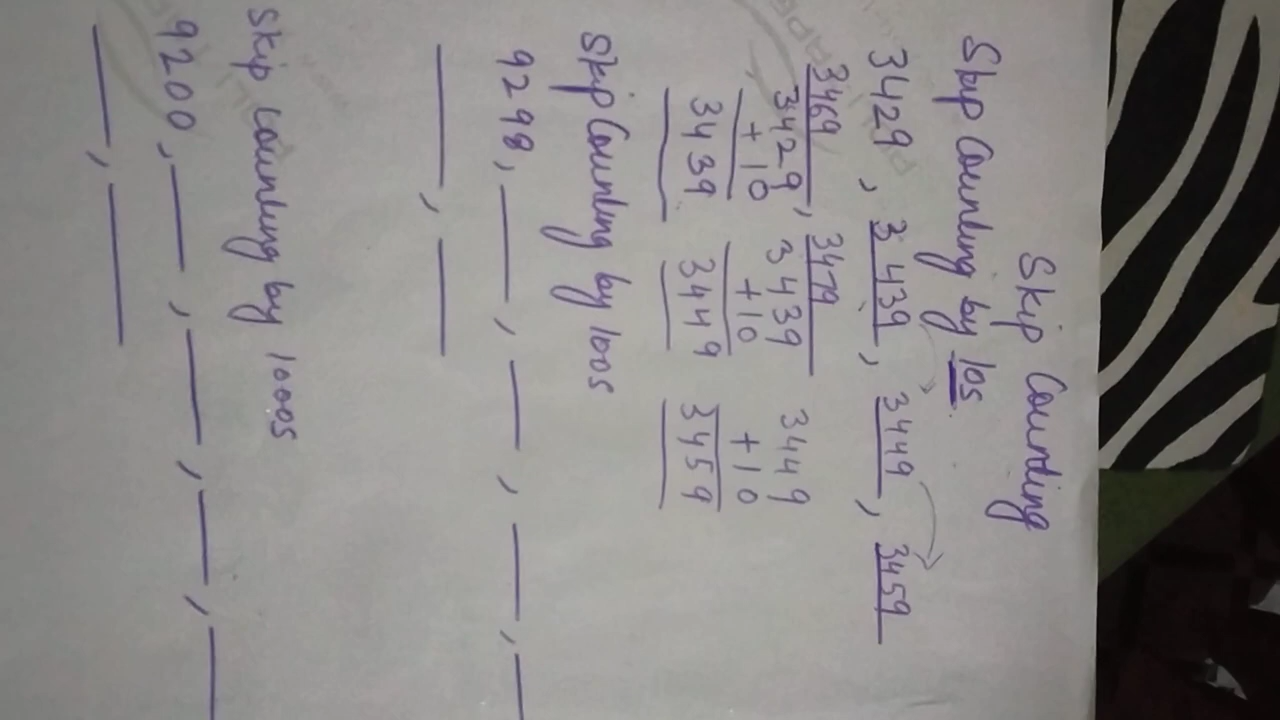 Skip Counting
Skip Counting by 10s
3429, 3439, 3449, 3459
3469, 3479
3429 3439 3449
+10 +10 +10
3439 3449 3459
Skip Counting by 100s
9298, ___, ___, ___, ___
___, ___
Skip Counting by 1000s
9200, ___, ___, ___, ___
___, ___